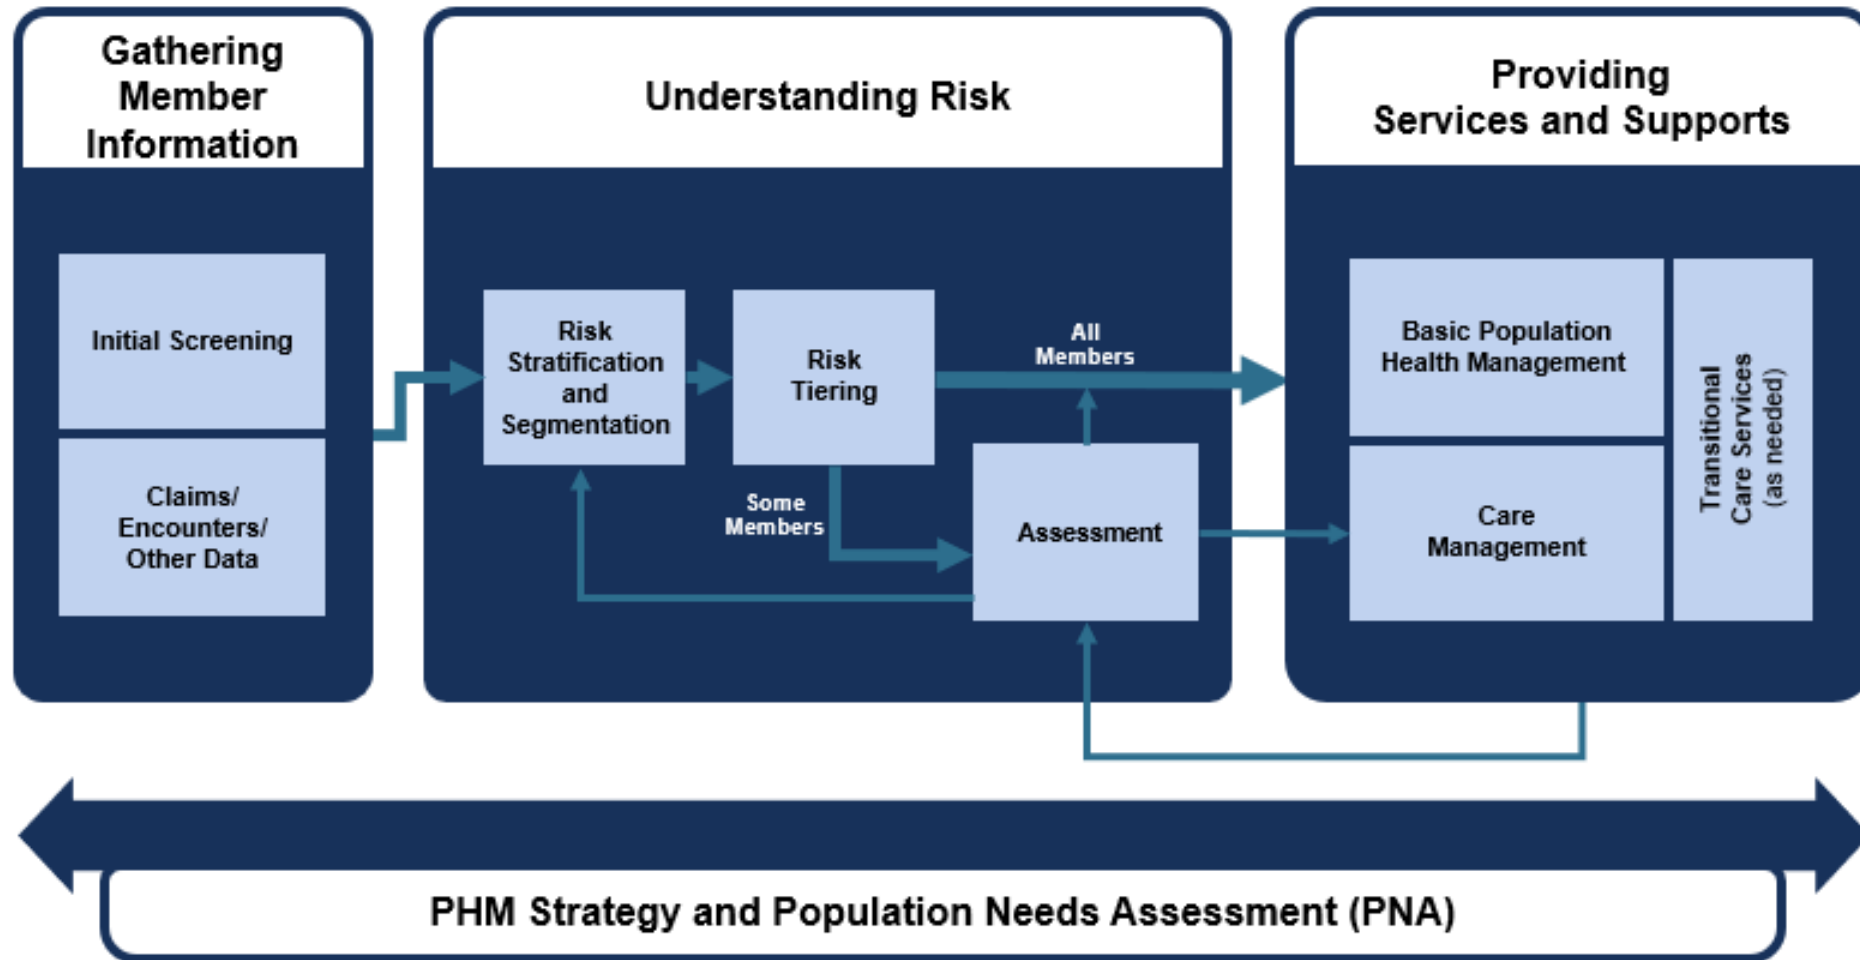 Gathering
Member
Information
Initial Screening
Claims/
Encounters/
Other Data
Understanding Risk
Risk
Stratification
and
Segmentation
Risk
Tiering
All
Members
Some
Members
Assessment
Providing
Services and Supports
Basic Population
Health Management
Care
Management
Transitional
Care Services
(as needed)
PHM Strategy and Population Needs Assessment (PNA)